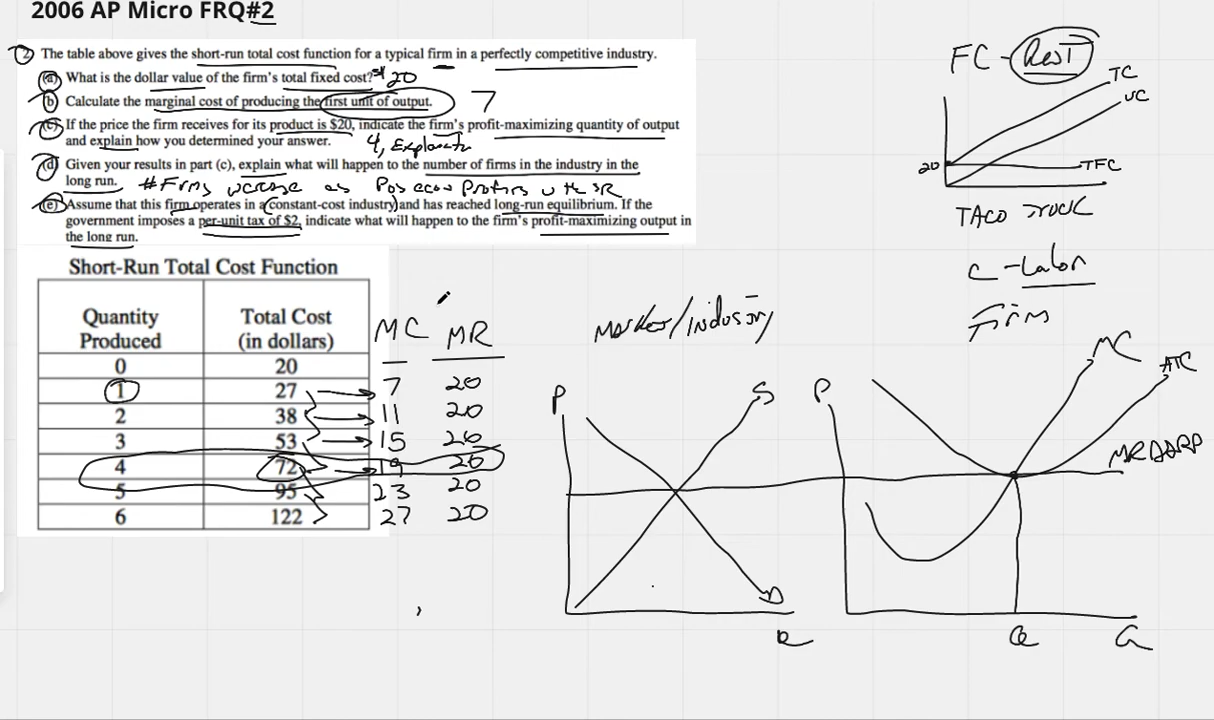 2006 AP Micro FRQ#2
2. The table above gives the short-run total cost function for a typical firm in a perfectly competitive industry.
(a) What is the dollar value of the firm's total fixed cost? $20
(b) Calculate the marginal cost of producing the first unit of output. 7
(c) If the price the firm receives for its product is $20, indicate the firm's profit-maximizing quantity of output
and explain how you determined your answer. 4,
(d) Given your results in part (c), explain what will happen to the number of firms in the industry in the
long run. # Firms increase as Pos econ Profits in the SR
(e) Assume that this firm operates in a constant-cost industry and has reached long-run equilibrium. If the
government imposes a per-unit tax of $2, indicate what will happen to the firm's profit-maximizing output in
the long run.
FC - Rent
TC
VC
20
TFC
TACO Truck
C - Labor
Short-Run Total Cost Function
Quantity Produced Total Cost (in dollars) MC MR
0 20
1 27 7 20
2 38 11 20
3 53 15 20
4 72 19 20
5 95 23 20
6 122 27 20
Market/industry
P
S
D
Q
Firm
P
MC
ATC
MR DARP
Q
Q